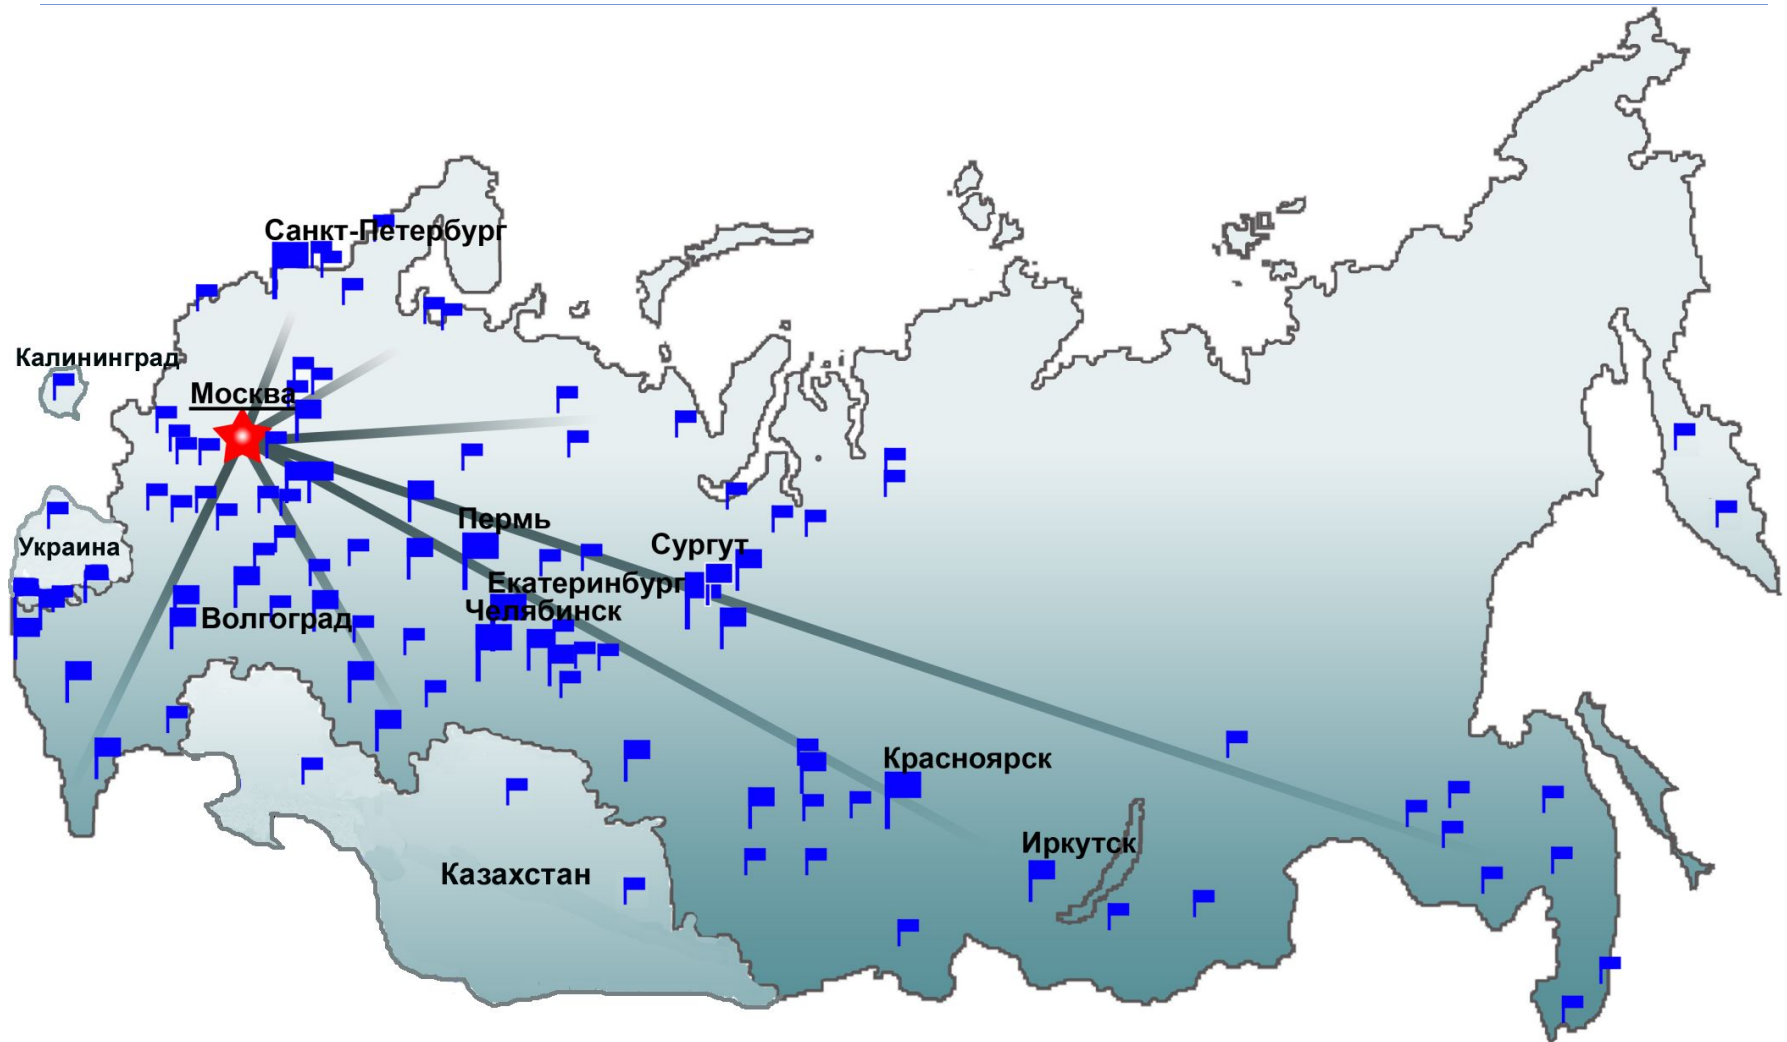 Санкт-Петербург
Калининград
Москва
Пермь
Украина
Сургут
Екатеринбург
Челябинск
Волгоград
Красноярск
Иркутск
Казахстан